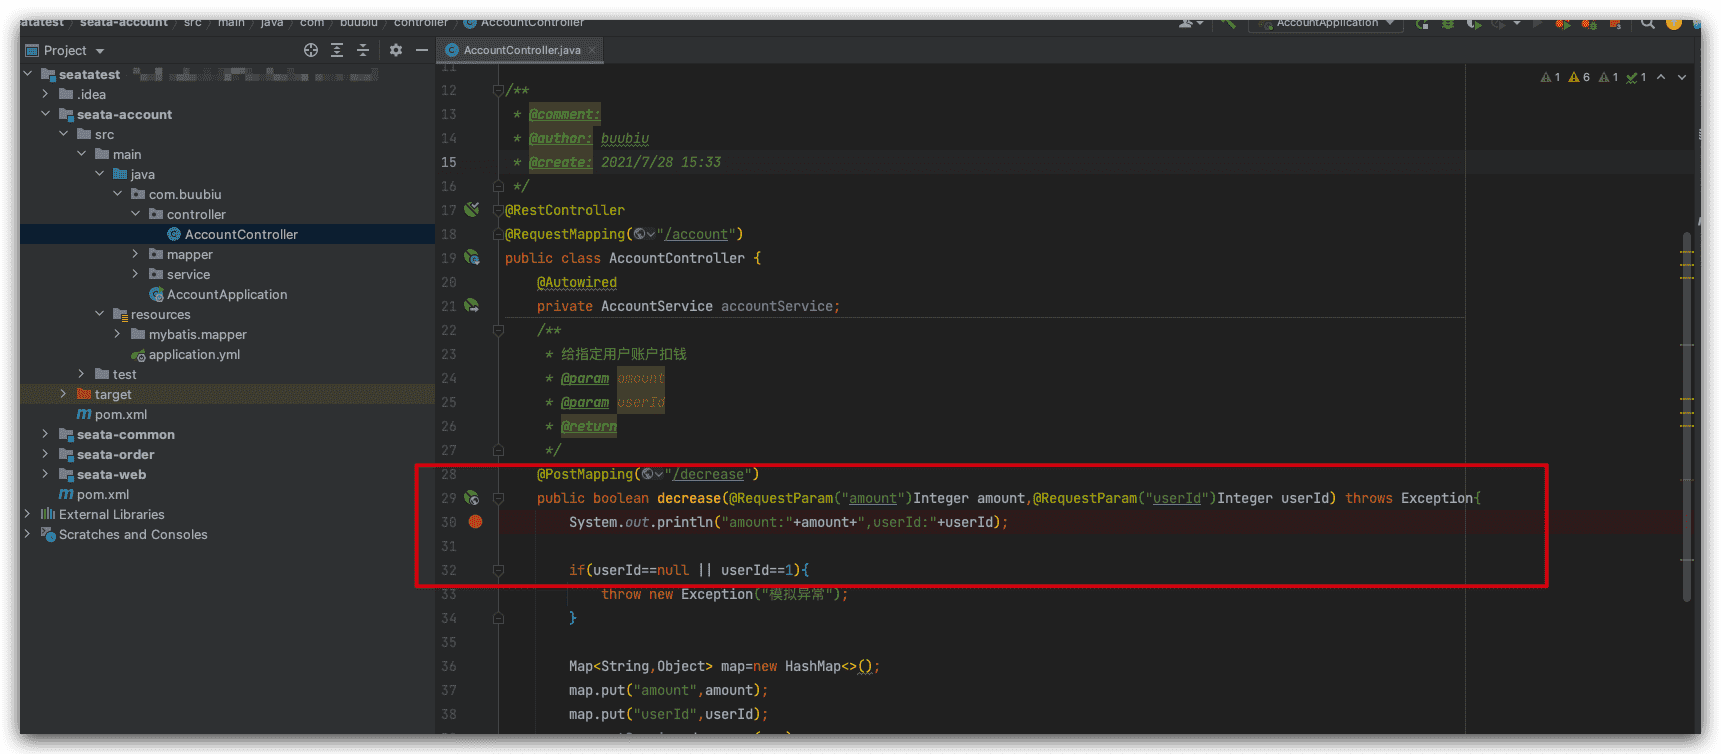 seata-account src main java com buubiu controller AccountController
AccountApplication
Project
AccountController.java
seatatest
.idea
seata-account
src
main
java
com.buubiu
controller
AccountController
mapper
service
AccountApplication
resources
mybatis.mapper
application.yml
test
target
pom.xml
seata-common
seata-order
seata-web
pom.xml
External Libraries
Scratches and Consoles
1 6 1 1
11
12 /**
13 * @comment:
14 * @author: buubiu
15 * @create: 2021/7/28 15:33
16 */
17 @RestController
18 @RequestMapping("/account")
19 public class AccountController {
20 @Autowired
21 private AccountService accountService;
22 /**
23 * 给指定用户账户扣钱
24 * @param amount
25 * @param userId
26 * @return
27 */
28 @PostMapping("/decrease")
29 public boolean decrease(@RequestParam("amount")Integer amount,@RequestParam("userId")Integer userId) throws Exception{
30 System.out.println("amount:"+amount+",userId:"+userId);
31
32 if(userId==null || userId==1){
33 throw new Exception("模拟异常");
34 }
35
36 Map<String,Object> map=new HashMap<>();
37 map.put("amount",amount);
38 map.put("userId",userId);